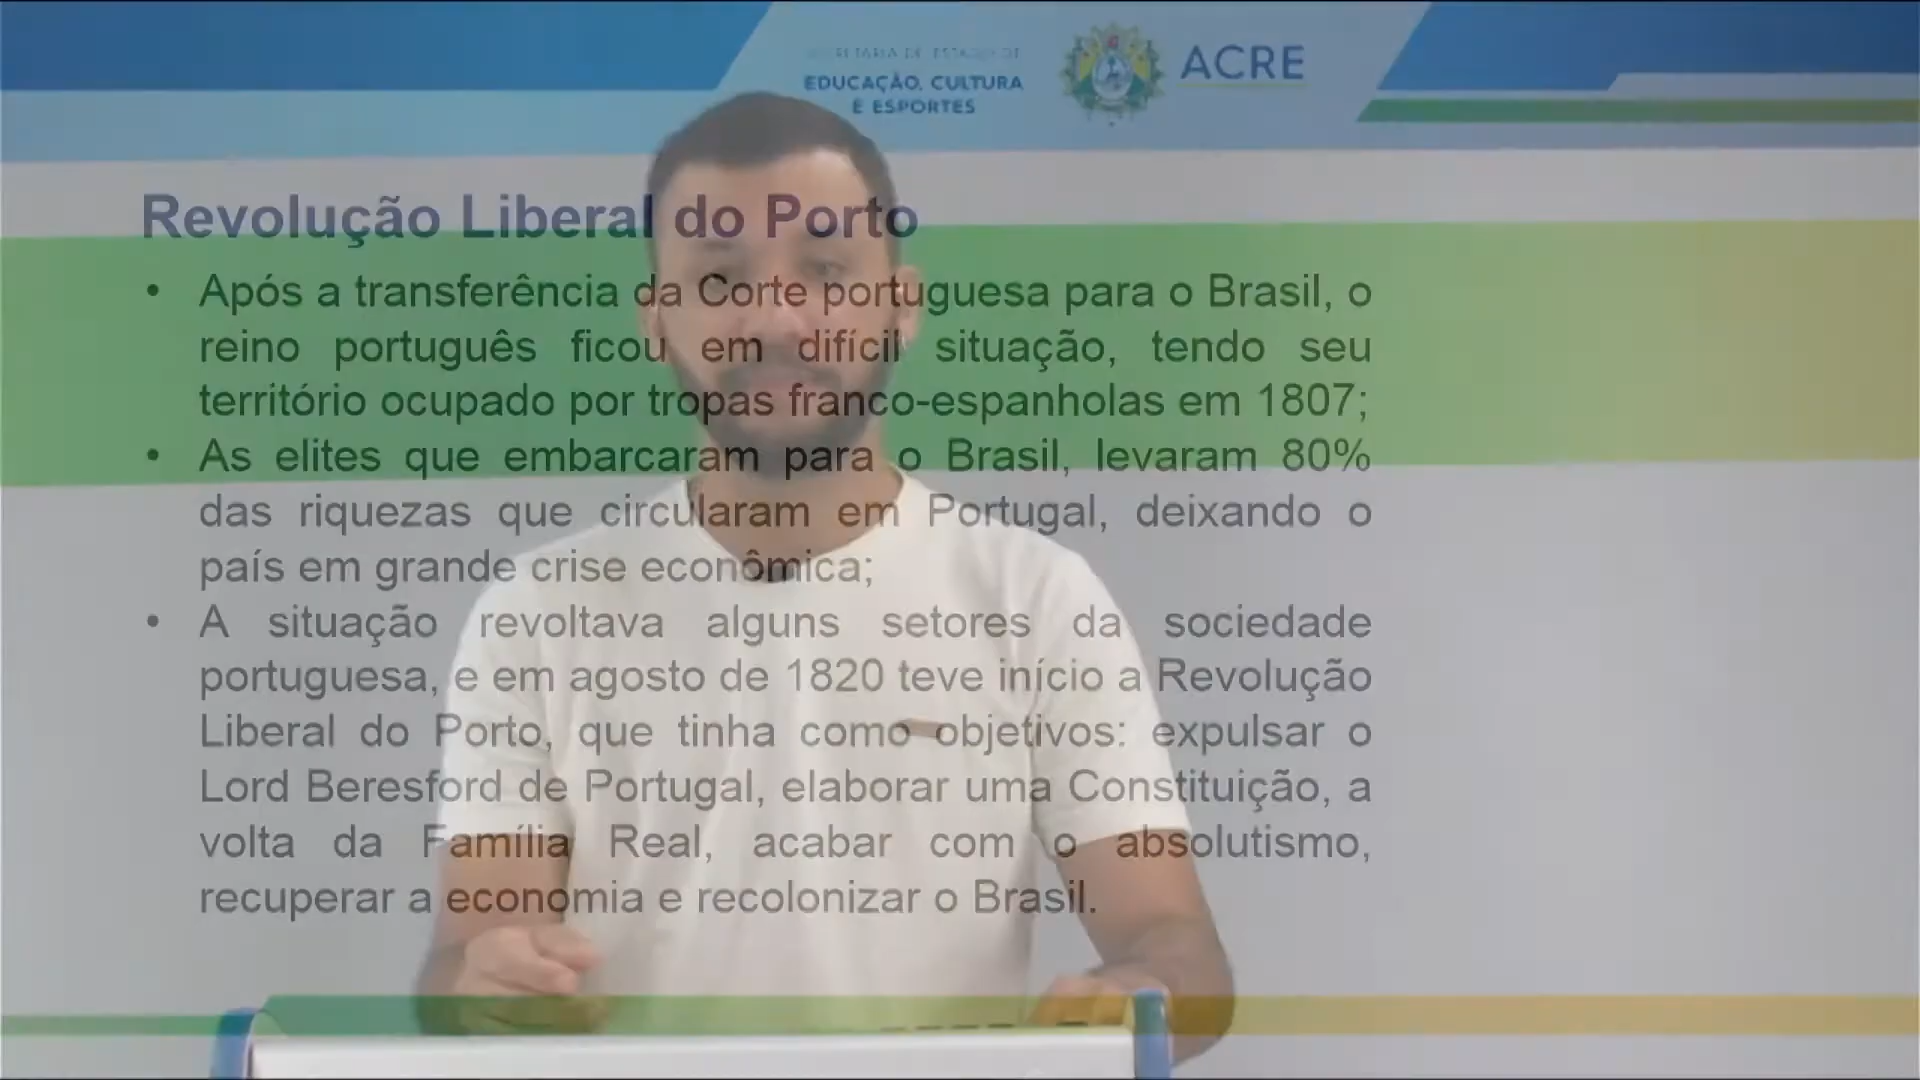 SECRETARIA DE ESTADO DE
EDUCAÇÃO, CULTURA
E ESPORTES
ACRE
Revolução Liberal do Porto
• Após a transferência da Corte portuguesa para o Brasil, o
reino português ficou em difícil situação, tendo seu
território ocupado por tropas franco-espanholas em 1807;
• As elites que embarcaram para o Brasil, levaram 80%
das riquezas que circularam em Portugal, deixando o
país em grande crise econômica;
• A situação revoltava alguns setores da sociedade
portuguesa, e em agosto de 1820 teve início a Revolução
Liberal do Porto, que tinha como objetivos: expulsar o
Lord Beresford de Portugal, elaborar uma Constituição, a
volta da Família Real, acabar com o absolutismo,
recuperar a economia e recolonizar o Brasil.